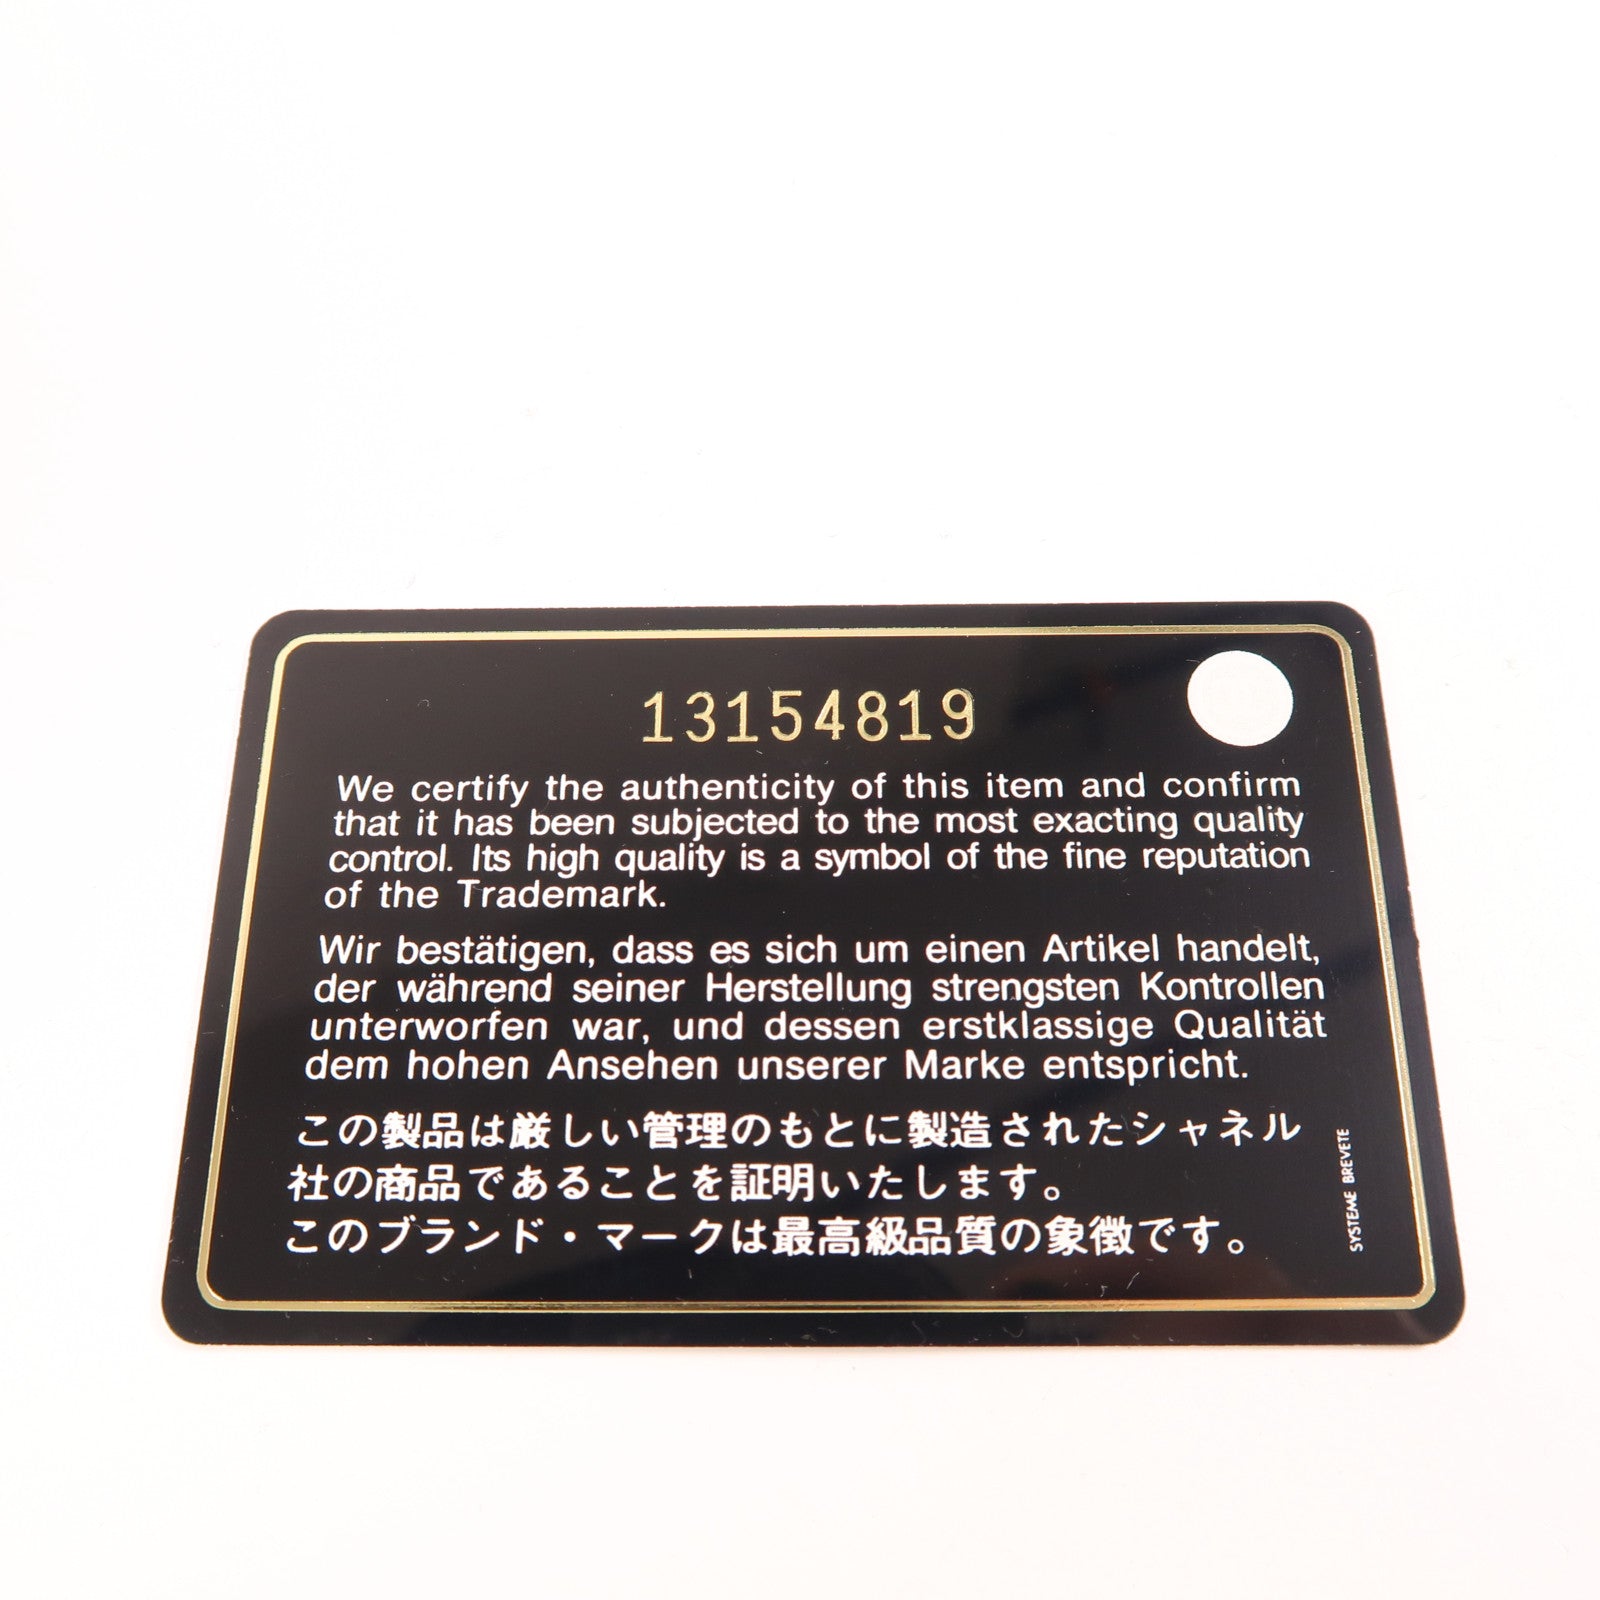 13154819
We certify the authenticity of this item and confirm
that it has been subjected to the most exacting quality
control. Its high quality is a symbol of the fine reputation
of the Trademark.
Wir bestätigen, dass es sich um einen Artikel handelt,
der während seiner Herstellung strengsten Kontrollen
unterworfen war, und dessen erstklassige Qualität
dem hohen Ansehen unserer Marke entspricht.
この製品は厳しい管理のもとに製造されたシャネル
社の商品であることを証明いたします。
このブランド・マークは最高級品質の象徴です。
SYSTEME BREVETE